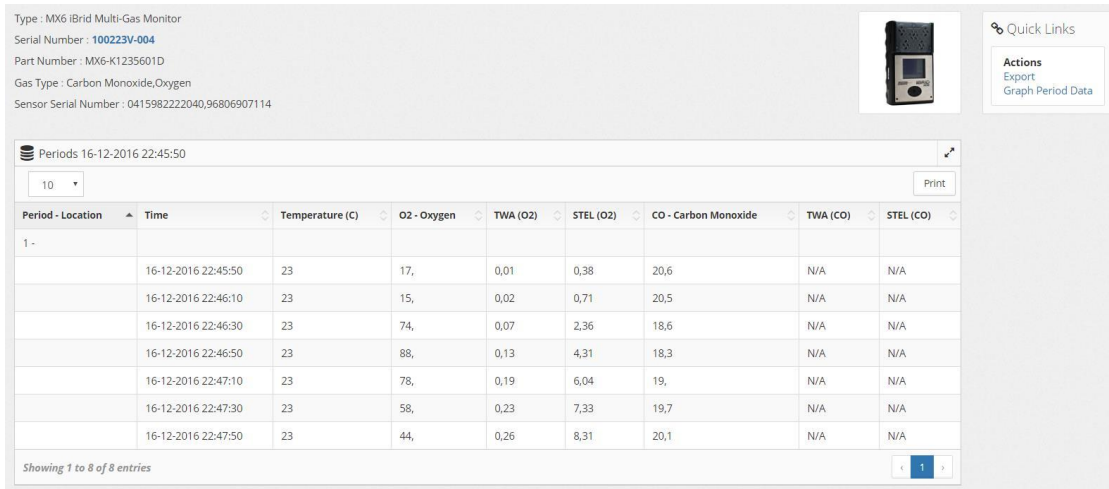 Type : MX6 iBrid Multi-Gas Monitor
Serial Number : 100223V-004
Part Number : MX6-K1235601D
Gas Type : Carbon Monoxide,Oxygen
Sensor Serial Number : 0415982222040,96806907114
Quick Links
Actions
Export
Graph Period Data
Periods 16-12-2016 22:45:50
10
Print
Period - Location Time Temperature (C) O2 - Oxygen TWA (O2) STEL (O2) CO - Carbon Monoxide TWA (CO) STEL (CO)
1 -
16-12-2016 22:45:50 23 17, 0,01 0,38 20,6 N/A N/A
16-12-2016 22:46:10 23 15, 0,02 0,71 20,5 N/A N/A
16-12-2016 22:46:30 23 74, 0,07 2,36 18,6 N/A N/A
16-12-2016 22:46:50 23 88, 0,13 4,31 18,3 N/A N/A
16-12-2016 22:47:10 23 78, 0,19 6,04 19, N/A N/A
16-12-2016 22:47:30 23 58, 0,23 7,33 19,7 N/A N/A
16-12-2016 22:47:50 23 44, 0,26 8,31 20,1 N/A N/A
Showing 1 to 8 of 8 entries
1